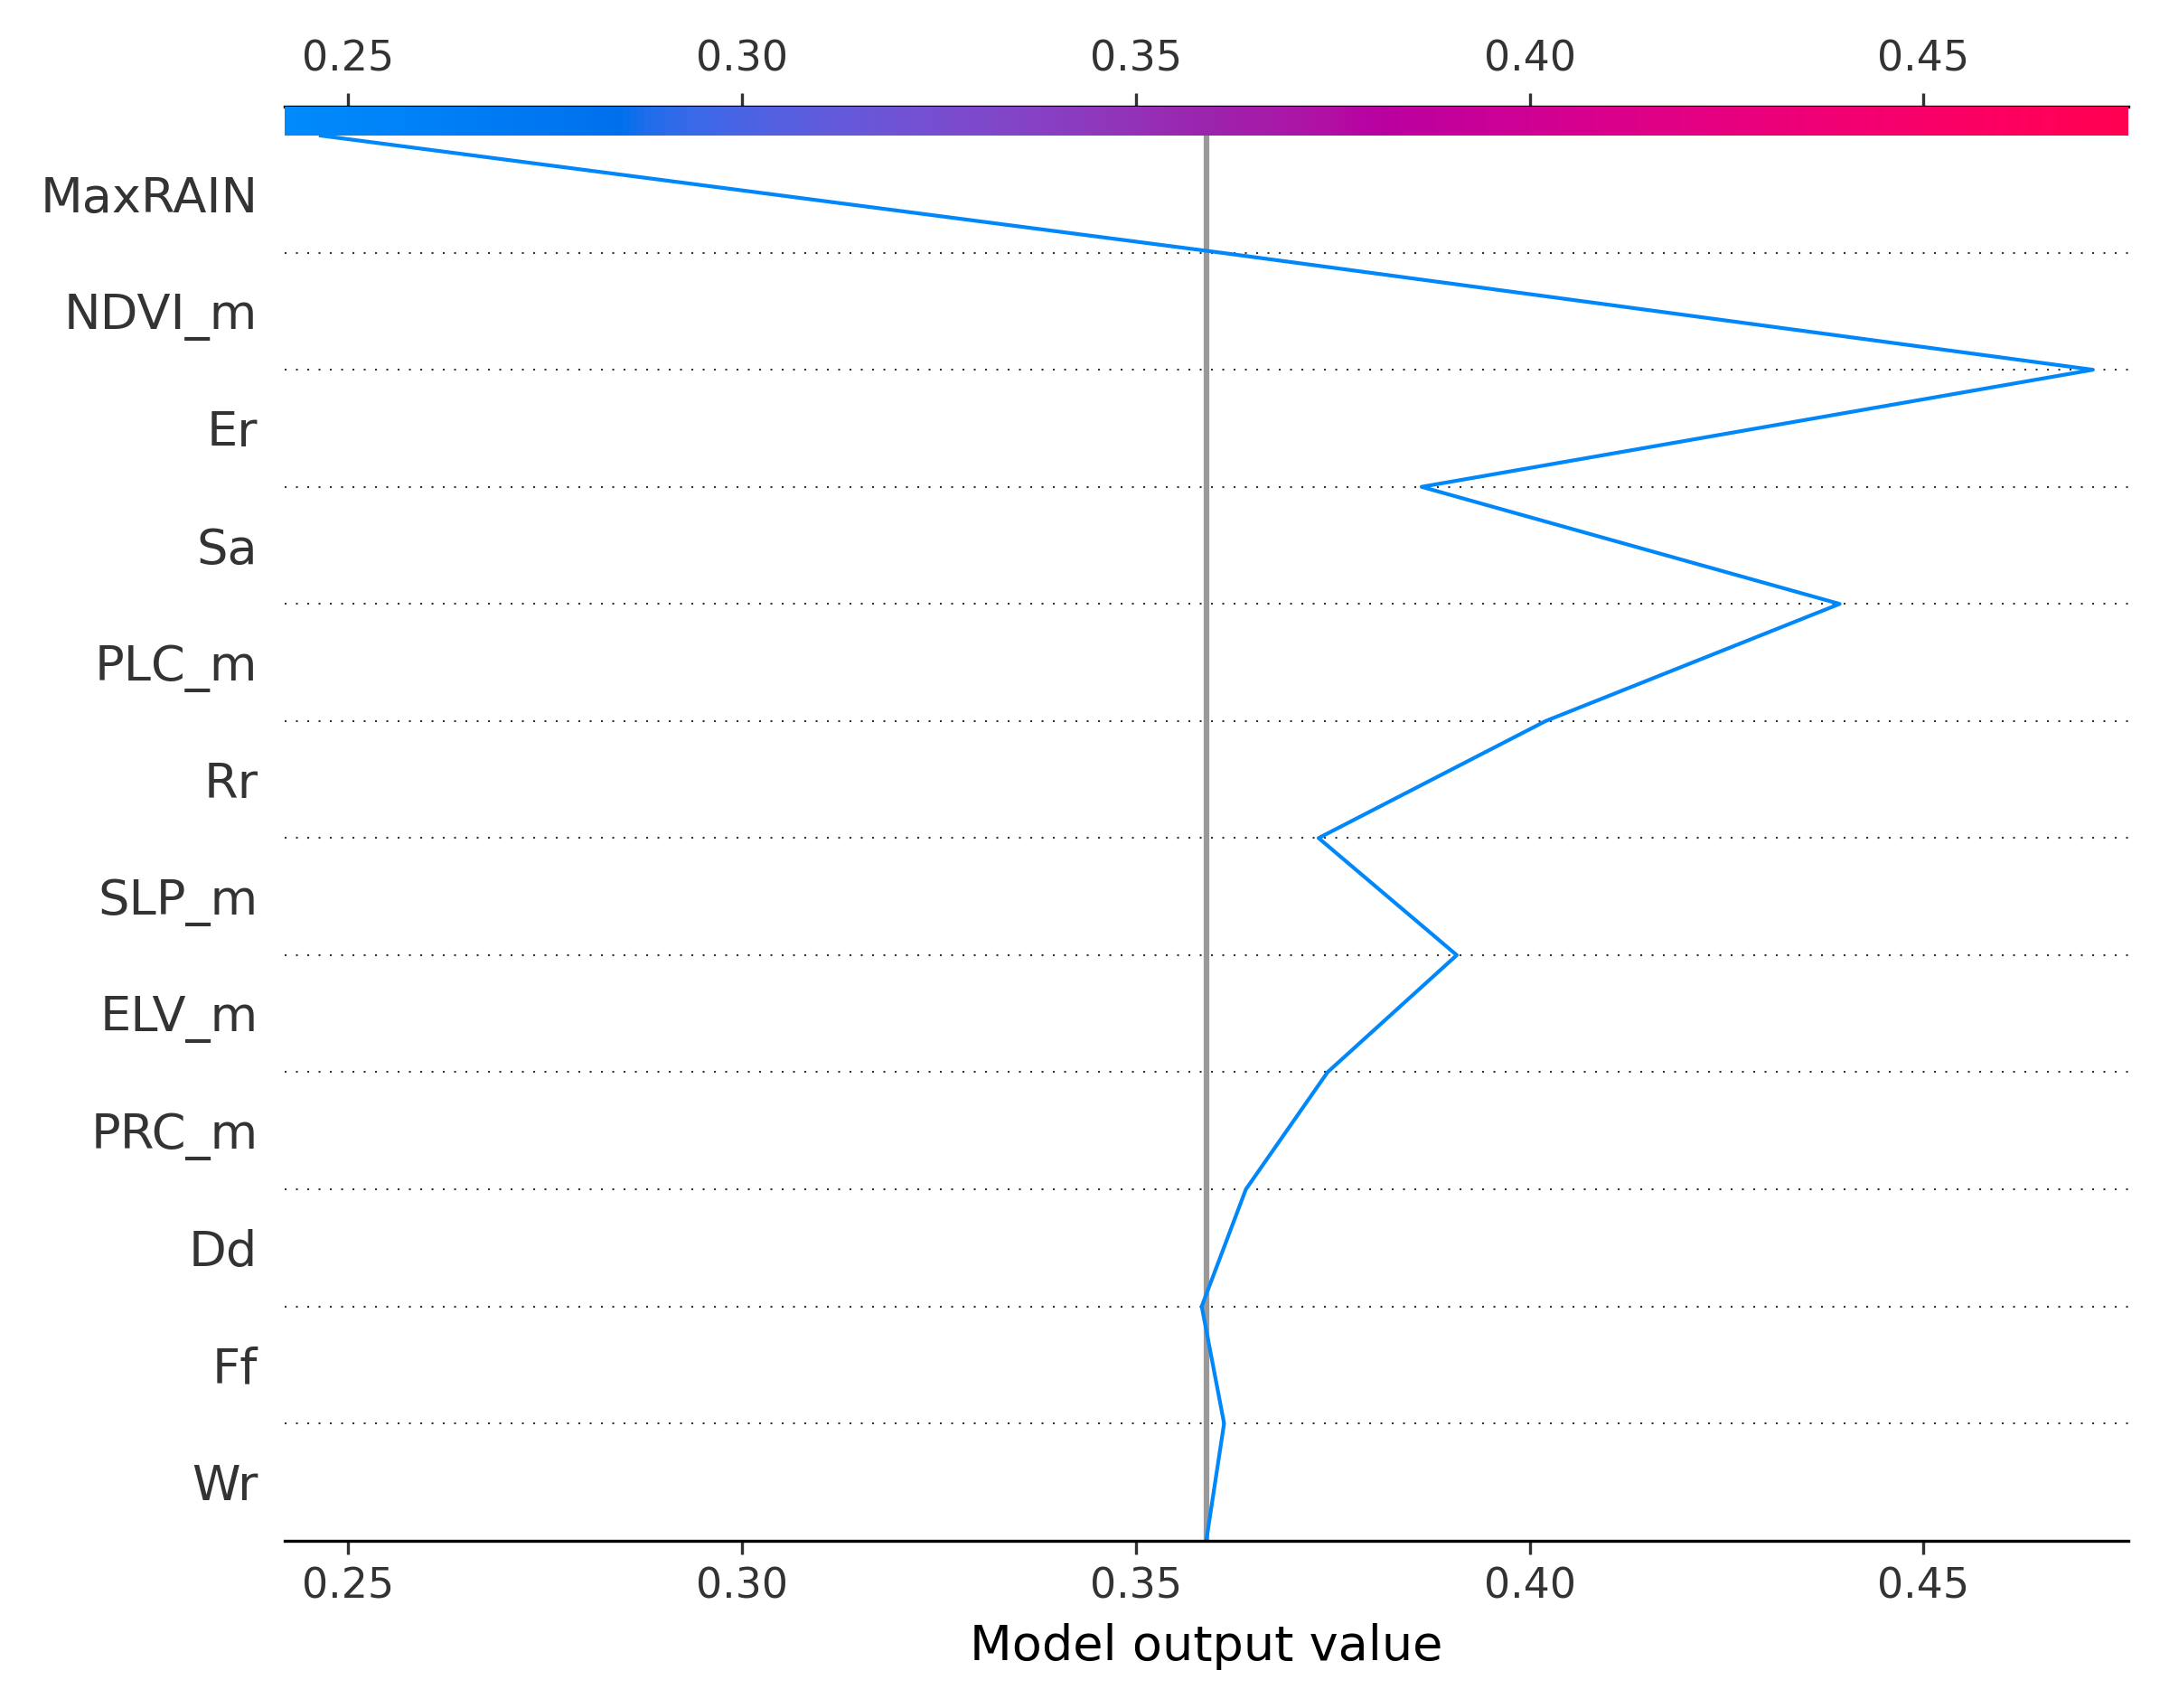 0.25 0.30 0.35 0.40 0.45
MaxRAIN
NDVI_m
Er
Sa
PLC_m
Rr
SLP_m
ELV_m
PRC_m
Dd
Ff
Wr
0.25 0.30 0.35 0.40 0.45
Model output value